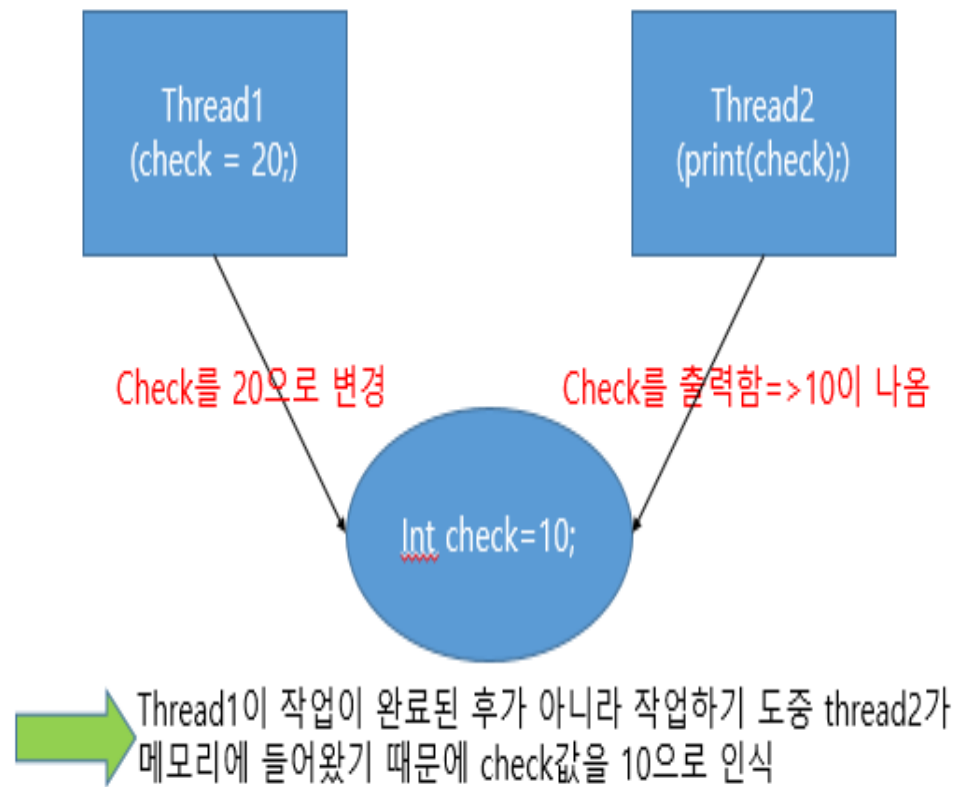 Thread1
(check = 20;)
Thread2
(print(check);)
Check를 20으로 변경
Check를 출력함=>10이 나옴
Int check=10;
Thread1이 작업이 완료된 후가 아니라 작업하기 도중 thread2가
메모리에 들어왔기 때문에 check값을 10으로 인식